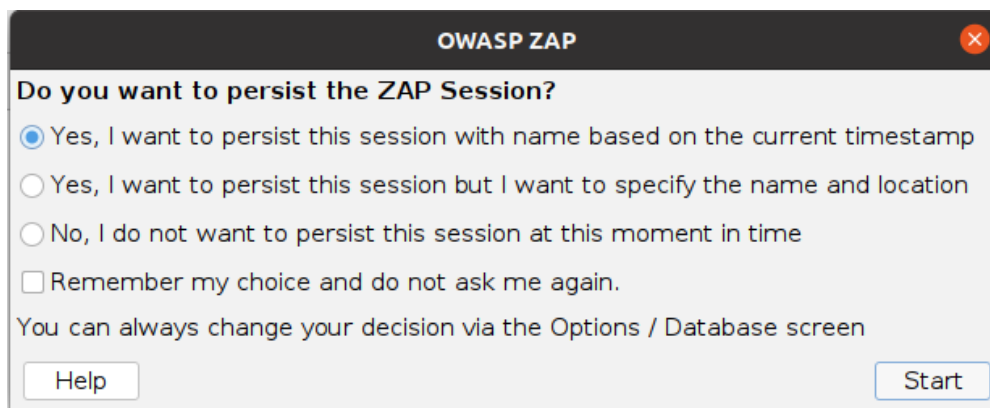 OWASP ZAP
Do you want to persist the ZAP Session?
Yes, I want to persist this session with name based on the current timestamp
Yes, I want to persist this session but I want to specify the name and location
No, I do not want to persist this session at this moment in time
Remember my choice and do not ask me again.
You can always change your decision via the Options / Database screen
Help
Start